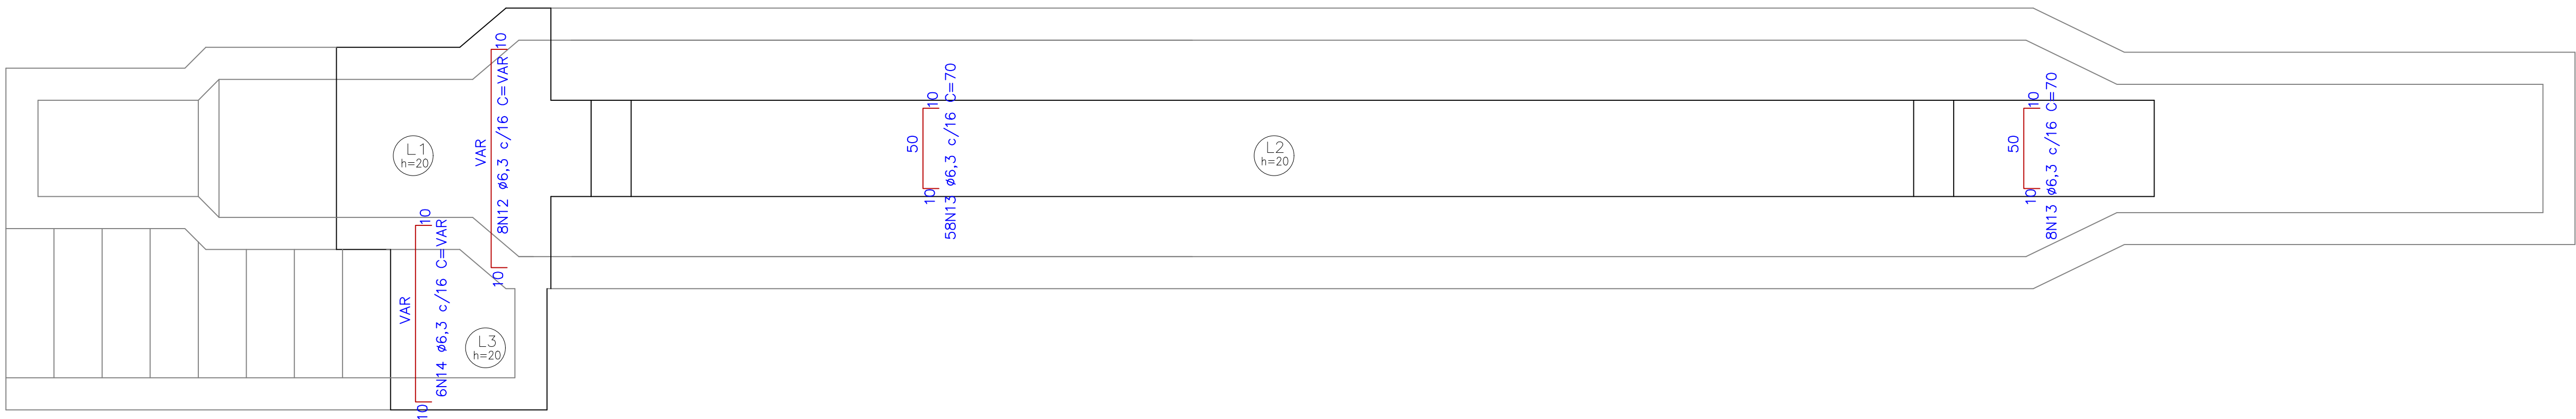 L1
h=20
10
VAR
8N12 ø6,3 c/16 C=VAR
10
10
VAR
6N14 ø6,3 c/16 C=VAR
10
L3
h=20
10
50
58N13 ø6,3 c/16 C=70
10
L2
h=20
10
50
8N13 ø6,3 c/16 C=70
10